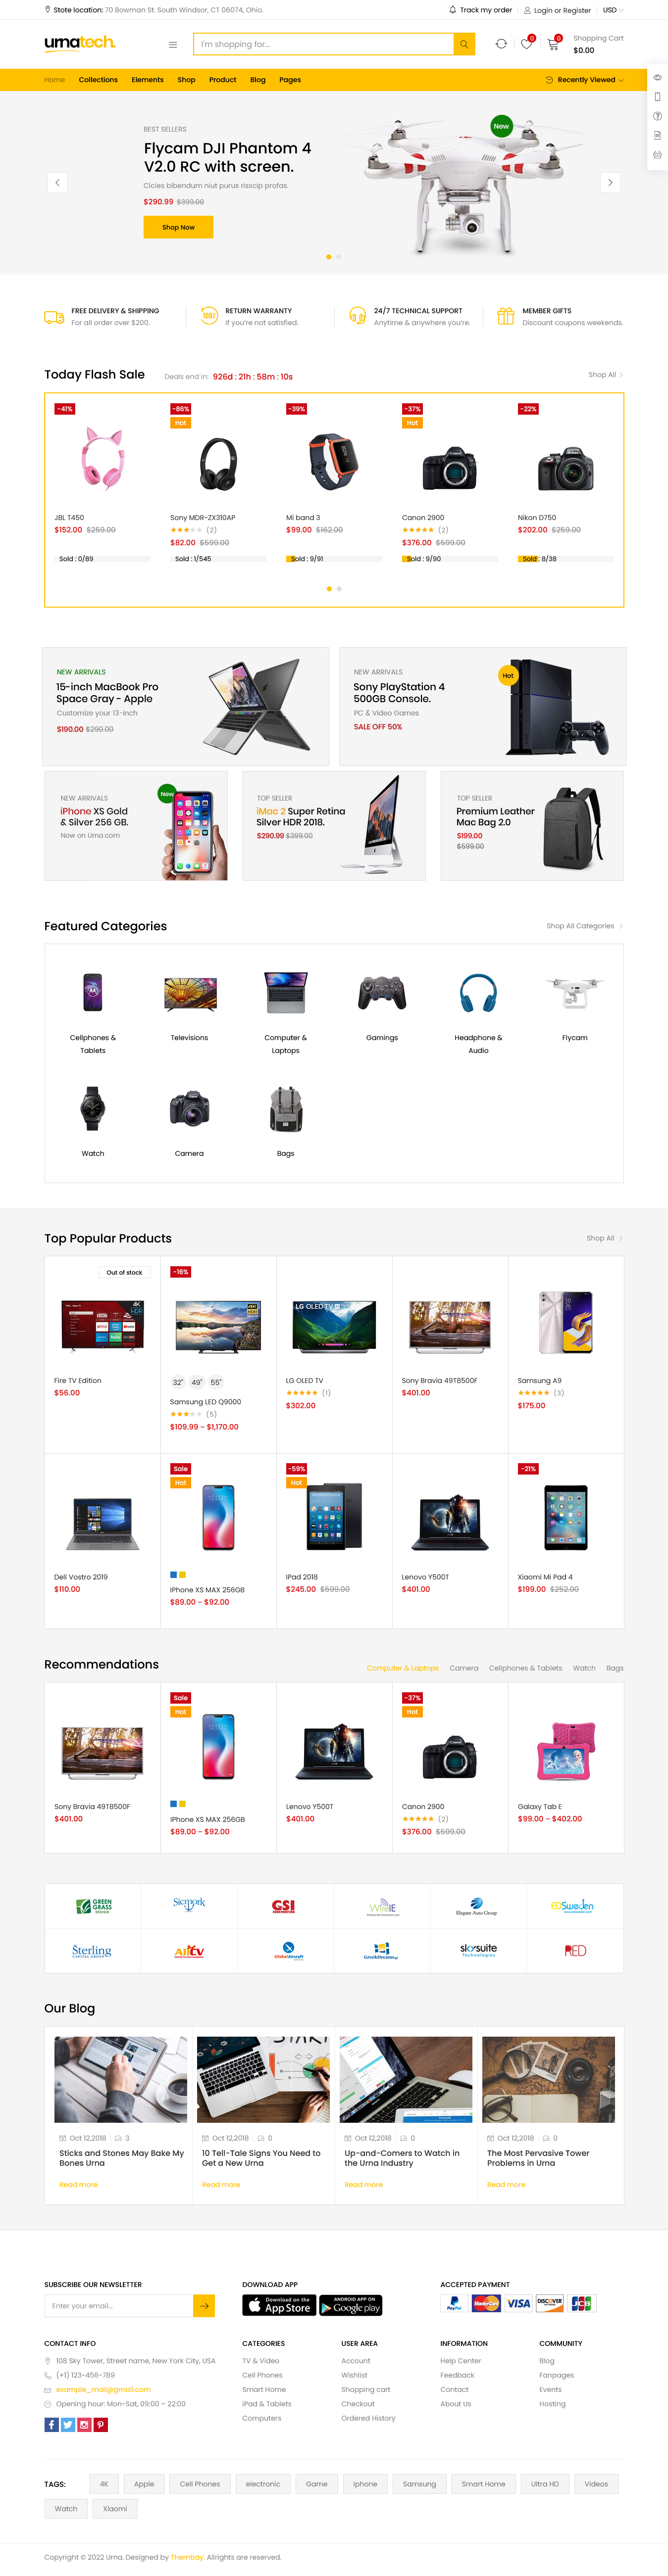 Store location: 70 Bowman St. South Windsor, CT 06074, Ohio.
Track my order
Login or Register
USD
urnatech.
I'm shopping for...
0
0
Shopping Cart
$0.00
Home
Collections
Elements
Shop
Product
Blog
Pages
Recently Viewed
BEST SELLERS
Flycam DJI Phantom 4
V2.0 RC with screen.
Cicies bibendum niut purus risscip profas.
$290.99 $399.00
Shop Now
New
FREE DELIVERY & SHIPPING
For all order over $200.
RETURN WARRANTY
If you're not satisfied.
24/7 TECHNICAL SUPPORT
Anytime & anywhere you're.
MEMBER GIFTS
Discount coupons weekends.
Today Flash Sale
Deals end in: 926d : 21h : 58m : 10s
Shop All
-41%
JBL T450
$152.00 $259.00
Sold : 0/89
-86%
Hot
Sony MDR-ZX310AP
(2)
$82.00 $599.00
Sold : 1/545
-39%
Mi band 3
$99.00 $162.00
Sold : 9/91
-37%
Hot
Canon 2900
(2)
$376.00 $599.00
Sold : 9/90
-22%
Nikon D750
$202.00 $259.00
Sold : 8/38
NEW ARRIVALS
15-inch MacBook Pro
Space Gray - Apple
Customize your 13-inch
$190.00 $290.00
NEW ARRIVALS
Sony PlayStation 4
500GB Console.
PC & Video Games
SALE OFF 50%
Hot
NEW ARRIVALS
iPhone XS Gold
& Silver 256 GB.
Now on Urna.com
New
TOP SELLER
iMac 2 Super Retina
Silver HDR 2018.
$290.99 $399.00
TOP SELLER
Premium Leather
Mac Bag 2.0
$199.00
$599.00
Featured Categories
Shop All Categories
Cellphones &
Tablets
Televisions
Computer &
Laptops
Gamings
Headphone &
Audio
Flycam
Watch
Camera
Bags
Top Popular Products
Shop All
Out of stock
Fire TV Edition
$56.00
-16%
32"
49"
55"
Samsung LED Q9000
(5)
$109.99 – $1,170.00
LG OLED TV
LG OLED TV
(1)
$302.00
Sony Bravia 49T8500F
$401.00
Samsung A9
(3)
$175.00
Dell Vostro 2019
$110.00
Sale
Hot
IPhone XS MAX 256GB
$89.00 – $92.00
-59%
Hot
IPad 2018
$245.00 $599.00
Lenovo Y500T
$401.00
-21%
Xiaomi Mi Pad 4
$199.00 $252.00
Recommendations
Computer & Laptops
Camera
Cellphones & Tablets
Watch
Bags
Sony Bravia 49T8500F
$401.00
Sale
Hot
IPhone XS MAX 256GB
$89.00 – $92.00
Lenovo Y500T
$401.00
-37%
Hot
Canon 2900
(2)
$376.00 $599.00
Galaxy Tab E
$99.00 – $402.00
GREEN
GRASS
DESIGN
Sicpork
GSI
WireIE
Elegant Auto Group
EDSweden
Sterling
CAPITAL GROUP
AllTV
GlobalAircraft
GreekDreams.gr
skysuite
Technologies
RED
Our Blog
Oct 12,2018
3
Sticks and Stones May Bake My
Bones Urna
Read more
Oct 12,2018
0
10 Tell-Tale Signs You Need to
Get a New Urna
Read more
Oct 12,2018
0
Up-and-Comers to Watch in
the Urna Industry
Read more
Oct 12,2018
0
The Most Pervasive Tower
Problems in Urna
Read more
SUBSCRIBE OUR NEWSLETTER
Enter your email...
DOWNLOAD APP
Download on the
App Store
ANDROID APP ON
Google play
ACCEPTED PAYMENT
PayPal
MasterCard
VISA
DISCOVER
JCB
CONTACT INFO
108 Sky Tower, Street name, New York City, USA
(+1) 123-456-789
example_mail@gmail.com
Opening hour: Mon-Sat, 09:00 – 22:00
CATEGORIES
TV & Video
Cell Phones
Smart Home
iPad & Tablets
Computers
USER AREA
Account
Wishlist
Shopping cart
Checkout
Ordered History
INFORMATION
Help Center
Feedback
Contact
About Us
COMMUNITY
Blog
Fanpages
Events
Hosting
TAGS:
4K
Apple
Cell Phones
electronic
Game
Iphone
Samsung
Smart Home
Ultra HD
Videos
Watch
Xiaomi
Copyright © 2022 Urna. Designed by Thembay. Allrights are reserved.